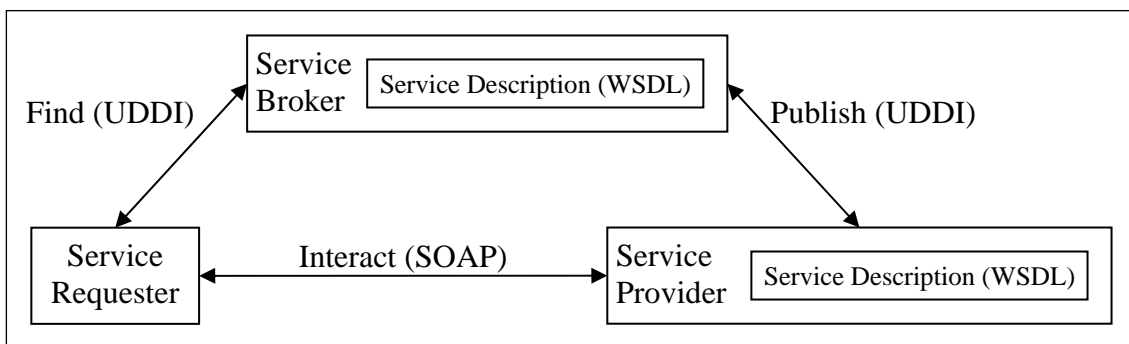 Service
Broker
Service Description (WSDL)
Find (UDDI)
Publish (UDDI)
Service
Requester
Interact (SOAP)
Service
Provider
Service Description (WSDL)